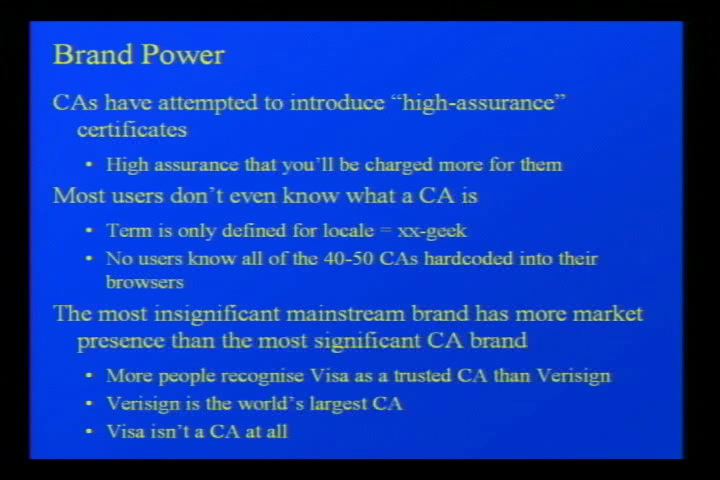 Brand Power
CAs have attempted to introduce “high-assurance”
certificates
• High assurance that you’ll be charged more for them
Most users don’t even know what a CA is
• Term is only defined for locale = xx-geek
• No users know all of the 40-50 CAs hardcoded into their
browsers
The most insignificant mainstream brand has more market
presence than the most significant CA brand
• More people recognise Visa as a trusted CA than Verisign
• Verisign is the world’s largest CA
• Visa isn’t a CA at all